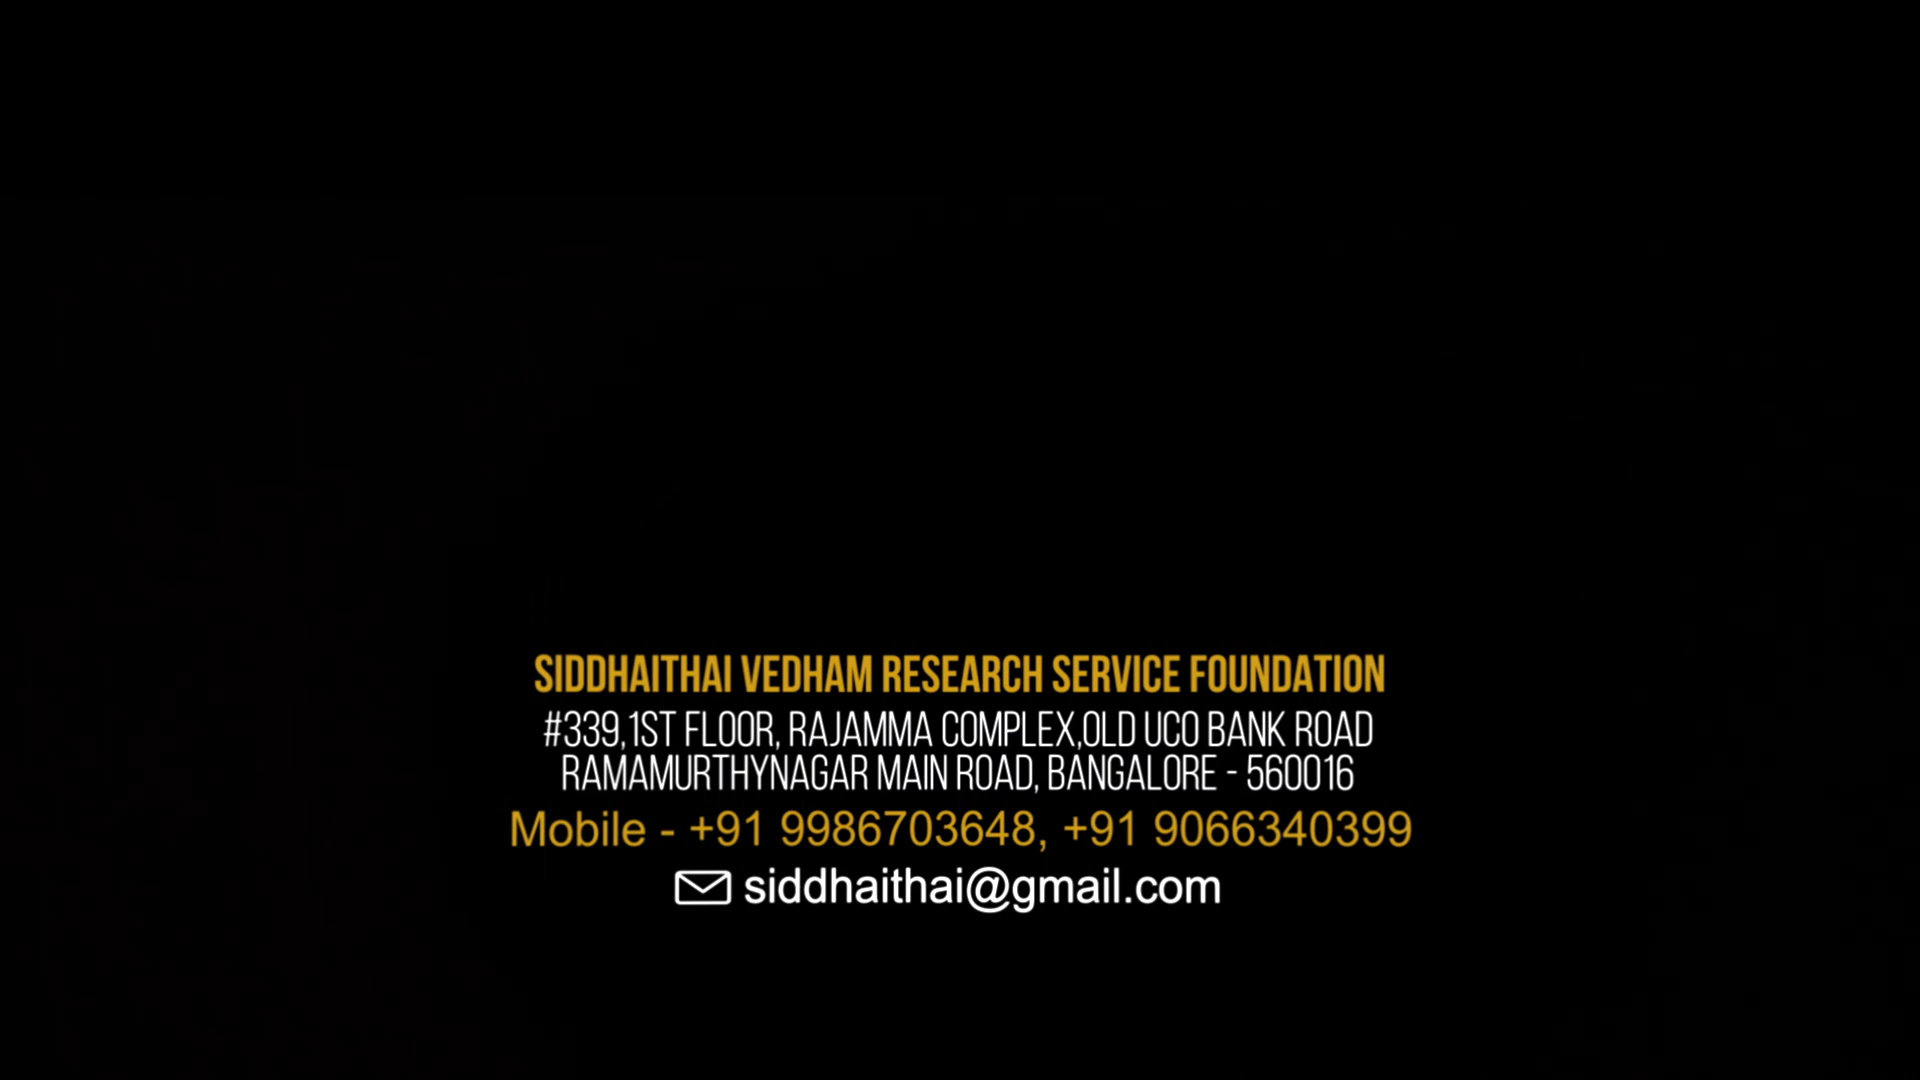 SIDDHAITHAI VEDHAM RESEARCH SERVICE FOUNDATION
#339,1ST FLOOR, RAJAMMA COMPLEX,OLD UCO BANK ROAD
RAMAMURTHYNAGAR MAIN ROAD, BANGALORE - 560016
Mobile - +91 9986703648, +91 9066340399
siddhaithai@gmail.com